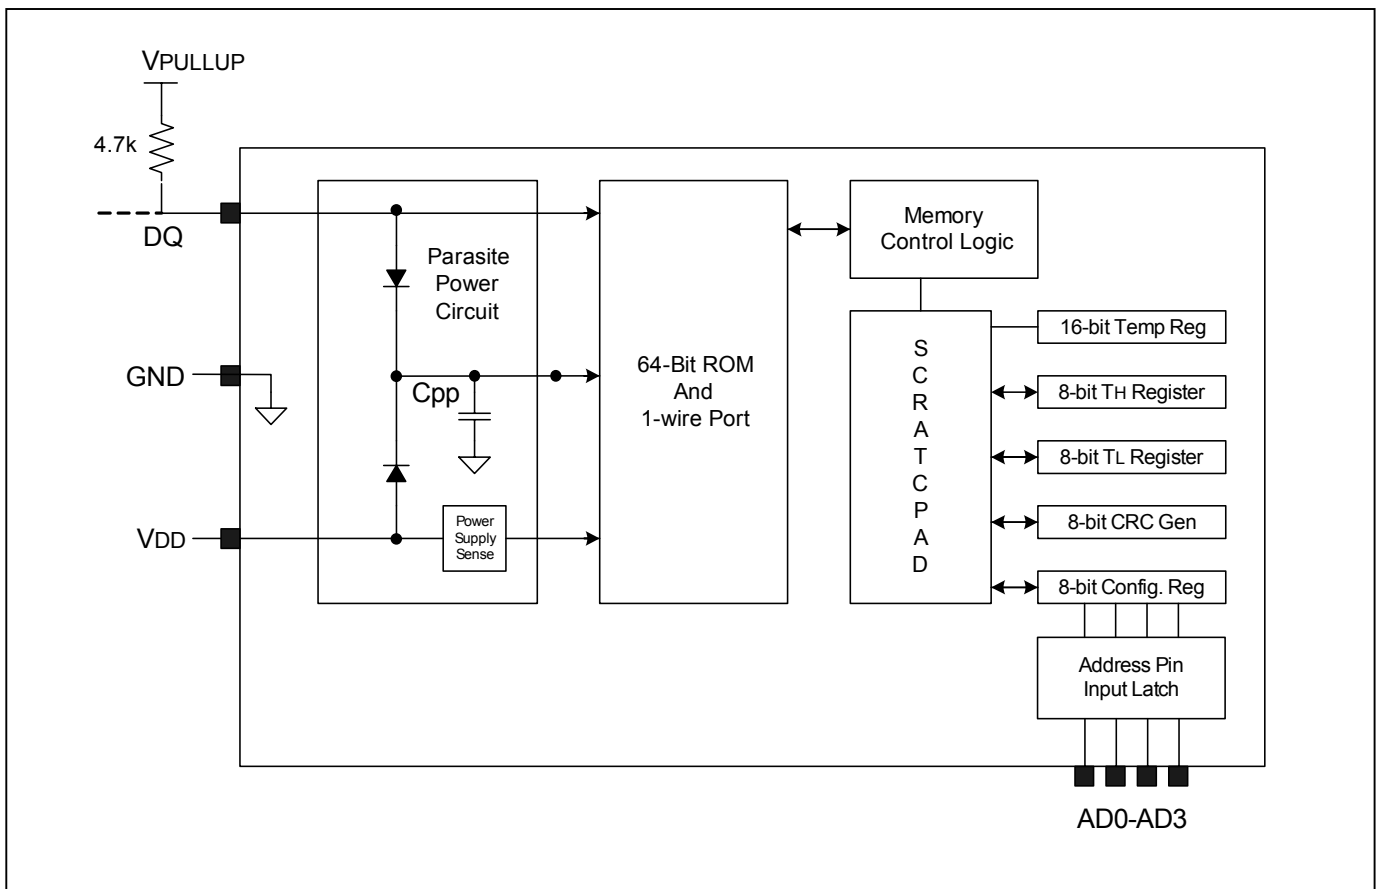 VPULLUP
4.7k
DQ
GND
VDD
Parasite
Power
Circuit
Cpp
Power
Supply
Sense
64-Bit ROM
And
1-wire Port
Memory
Control Logic
S
C
R
A
T
C
P
A
D
16-bit Temp Reg
8-bit TH Register
8-bit TL Register
8-bit CRC Gen
8-bit Config. Reg
Address Pin
Input Latch
AD0-AD3